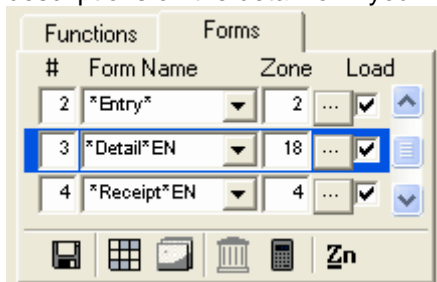 Functions Forms
# Form Name Zone Load
2 *Entry* 2 ...
3 *Detail*EN 18 ...
4 *Receipt*EN 4 ...
Zn